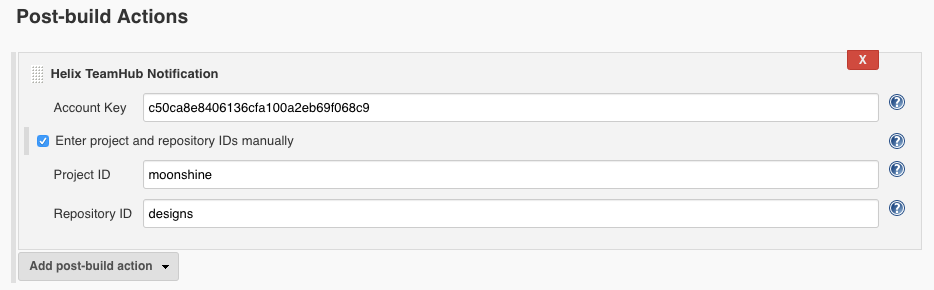 Post-build Actions
X
Helix TeamHub Notification
Account Key c50ca8e8406136cfa100a2eb69f068c9
?
Enter project and repository IDs manually
?
Project ID moonshine
?
Repository ID designs
?
Add post-build action